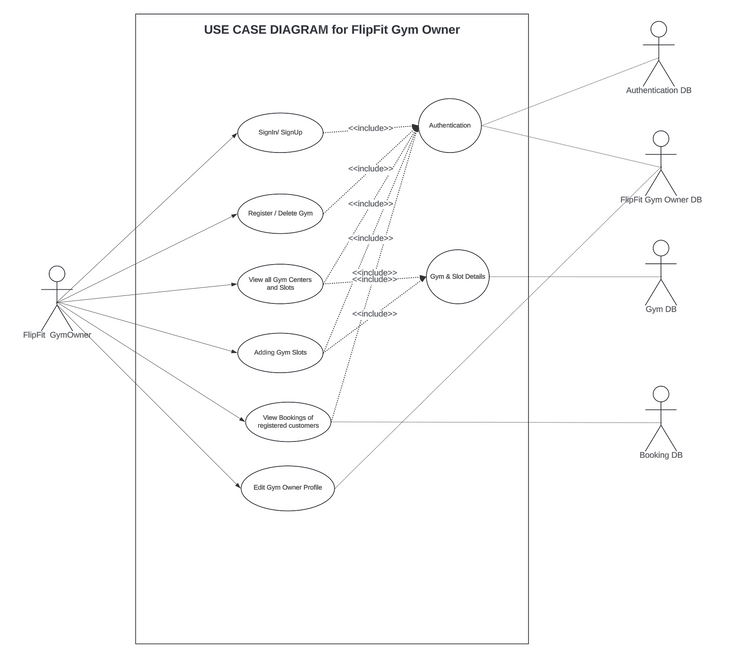 USE CASE DIAGRAM for FlipFit Gym Owner
Authentication DB
SignIn/ SignUp
<<include>>
Authentication
<<include>>
FlipFit Gym Owner DB
Register / Delete Gym
<<include>>
<<include>>
View all Gym Centers
and Slots
<<include>>
<<include>>
Gym & Slot Details
Gym DB
<<include>>
FlipFit GymOwner
Adding Gym Slots
View Bookings of
registered customers
Booking DB
Edit Gym Owner Profile